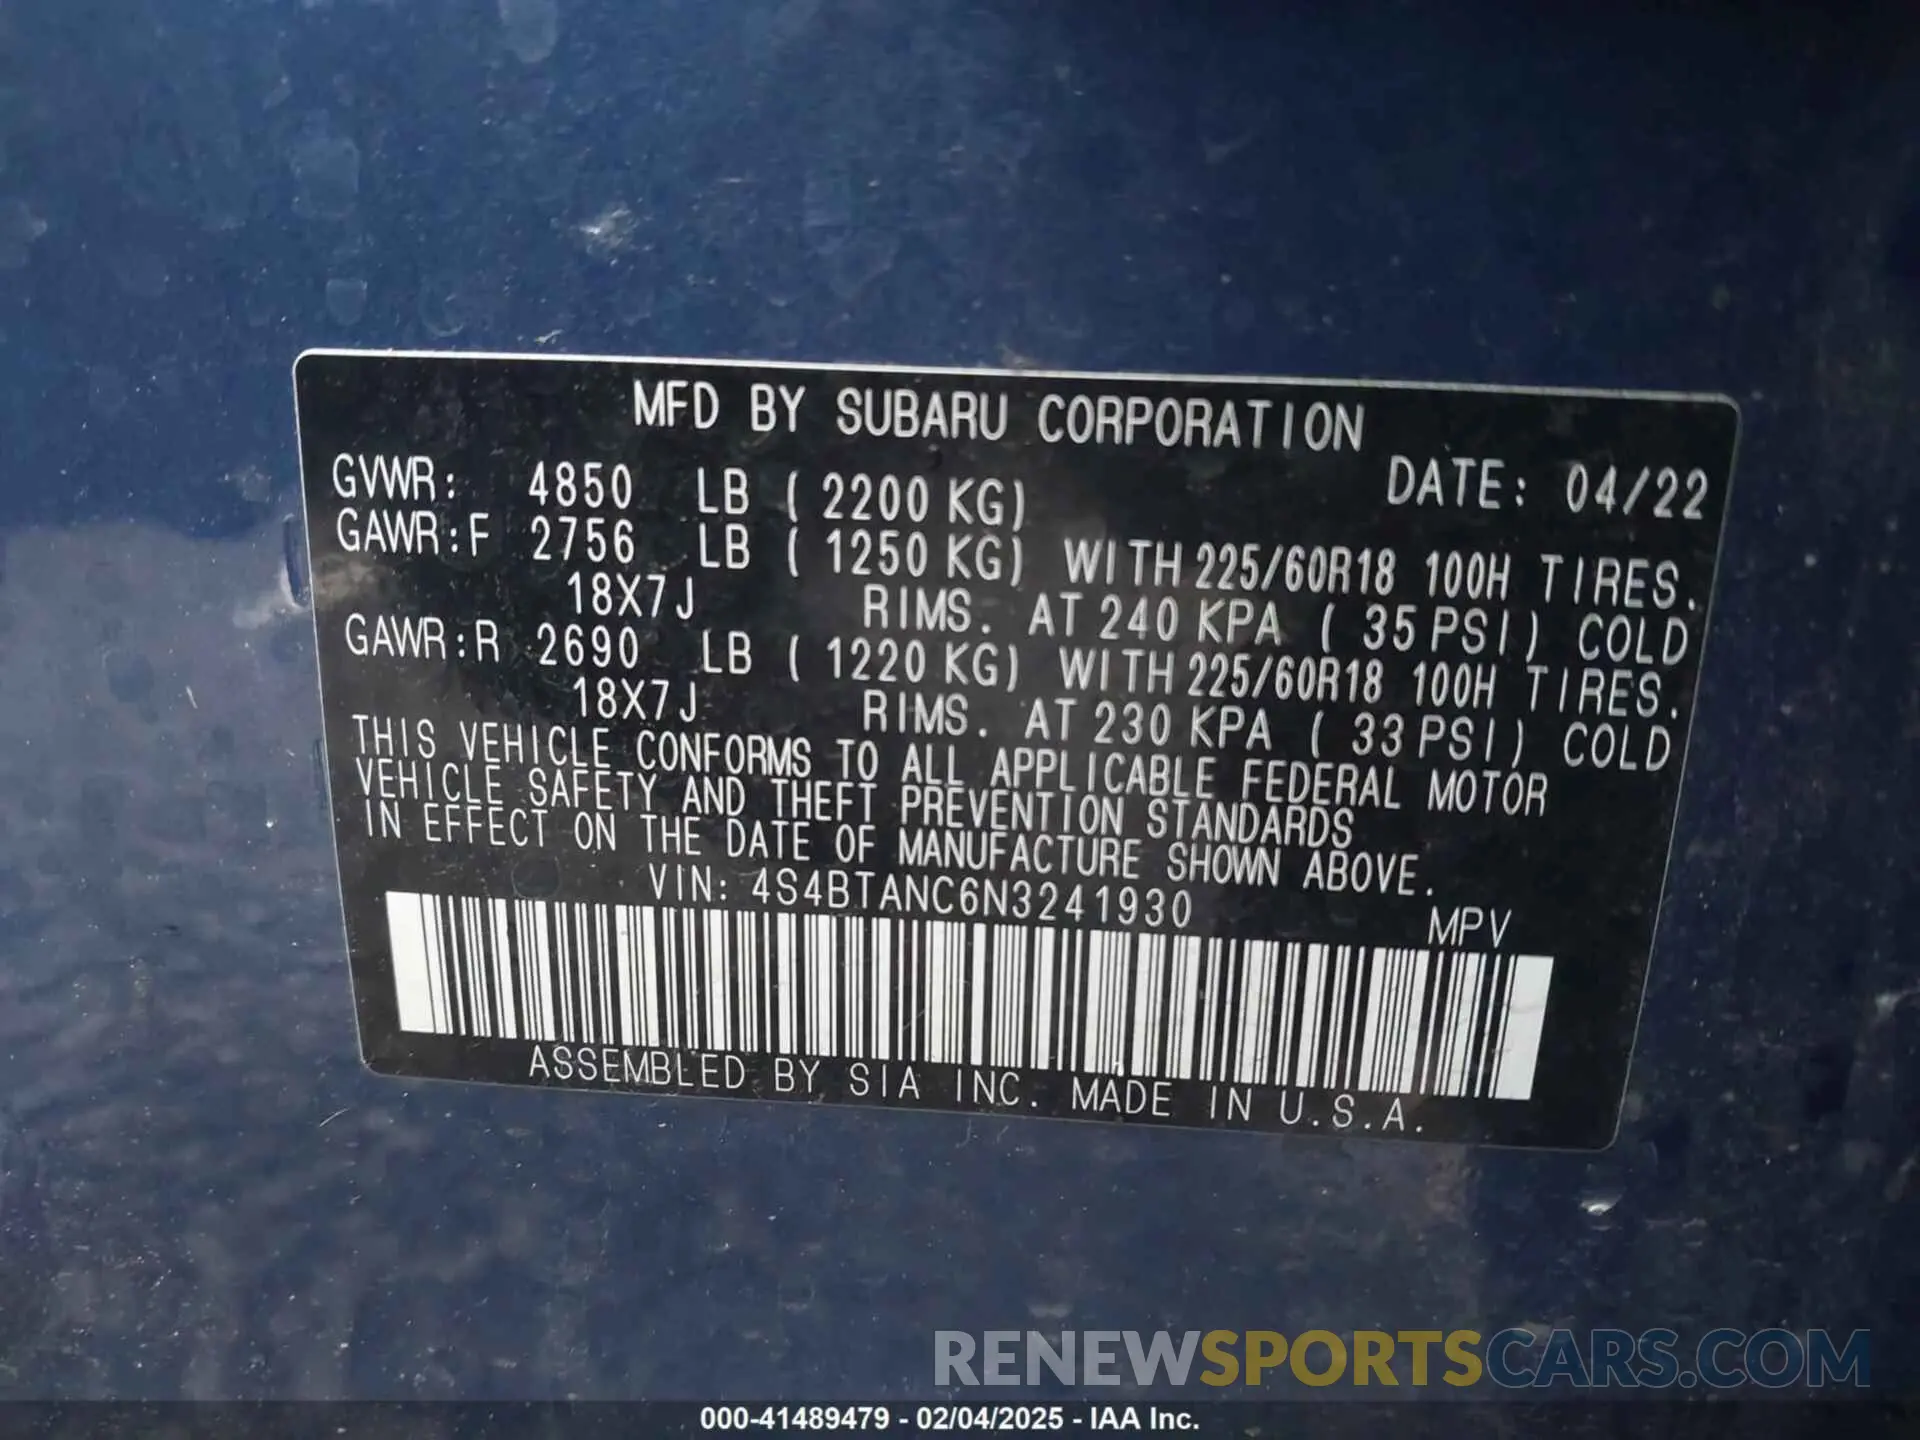 MFD BY SUBARU CORPORATION
GVWR: 4850 LB ( 2200 KG) DATE: 04/22
GAWR:F 2756 LB ( 1250 KG) WITH 225/60R18 100H TIRES.
18X7J RIMS. AT 240 KPA ( 35 PSI) COLD
GAWR:R 2690 LB ( 1220 KG) WITH 225/60R18 100H TIRES.
18X7J RIMS. AT 230 KPA ( 33 PSI) COLD
THIS VEHICLE CONFORMS TO ALL APPLICABLE FEDERAL MOTOR
VEHICLE SAFETY AND THEFT PREVENTION STANDARDS
IN EFFECT ON THE DATE OF MANUFACTURE SHOWN ABOVE.
VIN: 4S4BTANC6N3241930 MPV
ASSEMBLED BY SIA INC. MADE IN U.S.A.
RENEWSPORTSCARS.COM
000-41489479 - 02/04/2025 - IAA Inc.